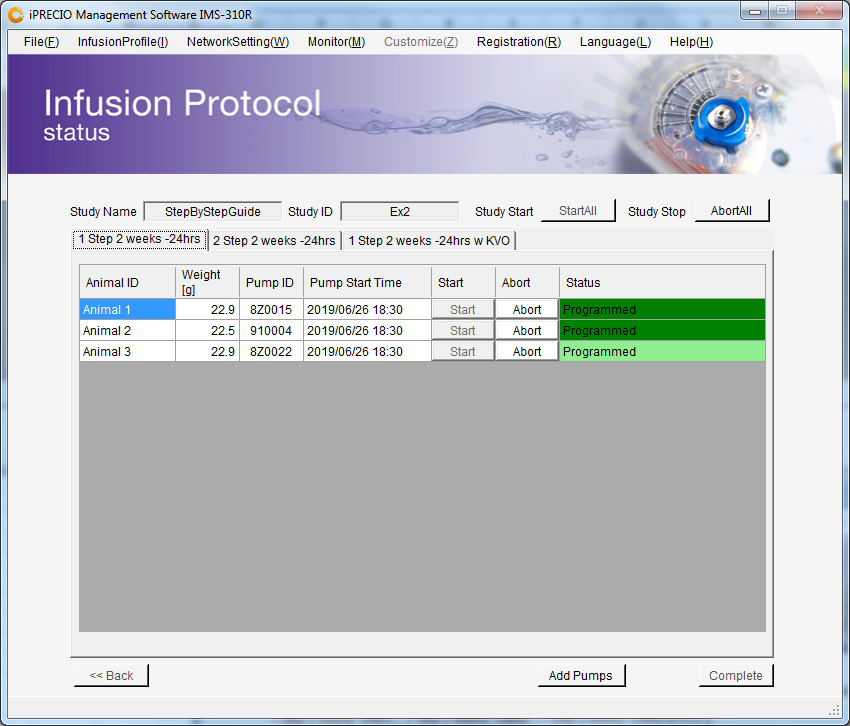 iPRECIO Management Software IMS-310R
File(F) InfusionProfile(I) NetworkSetting(W) Monitor(M) Customize(Z) Registration(R) Language(L) Help(H)
Infusion Protocol
status
Study Name StepByStepGuide Study ID Ex2 Study Start StartAll Study Stop AbortAll
1 Step 2 weeks -24hrs 2 Step 2 weeks -24hrs 1 Step 2 weeks -24hrs w KVO
Animal ID Weight [g] Pump ID Pump Start Time Start Abort Status
Animal 1 22.9 8Z0015 2019/06/26 18:30 Start Abort Programmed
Animal 2 22.5 910004 2019/06/26 18:30 Start Abort Programmed
Animal 3 22.9 8Z0022 2019/06/26 18:30 Start Abort Programmed
<< Back Add Pumps Complete